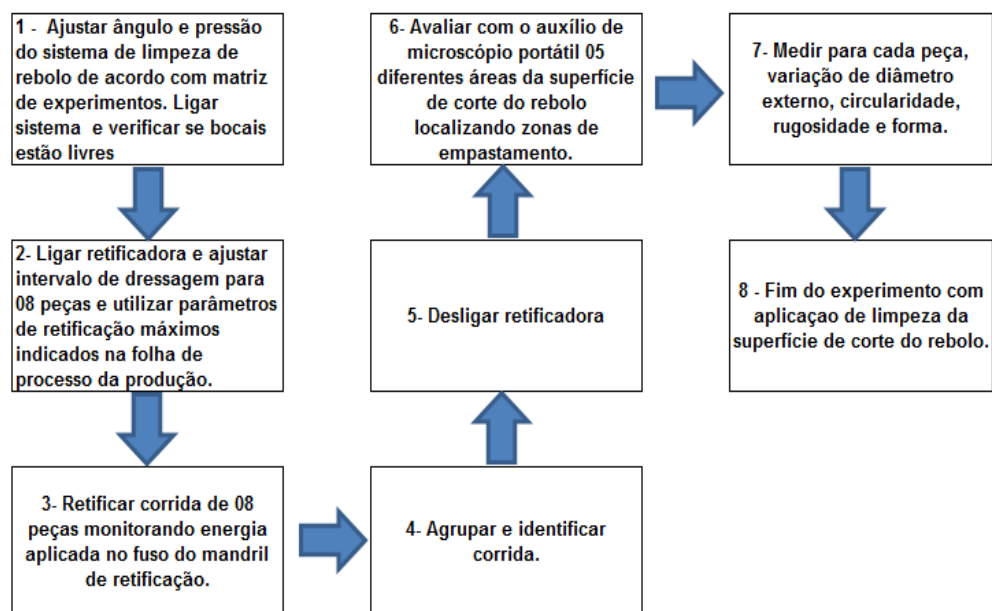 1 - Ajustar ângulo e pressão
do sistema de limpeza de
rebolo de acordo com matriz
de experimentos. Ligar
sistema e verificar se bocais
estão livres
2- Ligar retificadora e ajustar
intervalo de dressagem para
08 peças e utilizar parâmetros
de retificação máximos
indicados na folha de
processo da produção.
3- Retificar corrida de 08
peças monitorando energia
aplicada no fuso do mandril
de retificação.
4- Agrupar e identificar
corrida.
5- Desligar retificadora
6- Avaliar com o auxílio de
microscópio portátil 05
diferentes áreas da superfície
de corte do rebolo
localizando zonas de
empastamento.
7- Medir para cada peça,
variação de diâmetro
externo, circularidade,
rugosidade e forma.
8 - Fim do experimento com
aplicaçao de limpeza da
superfície de corte do rebolo.